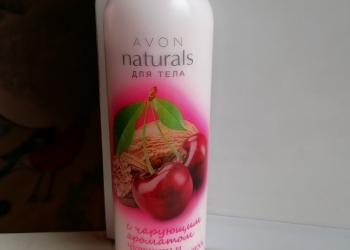 AVON
naturals
ДЛЯ ТЕЛА
с чарующим
ароматом